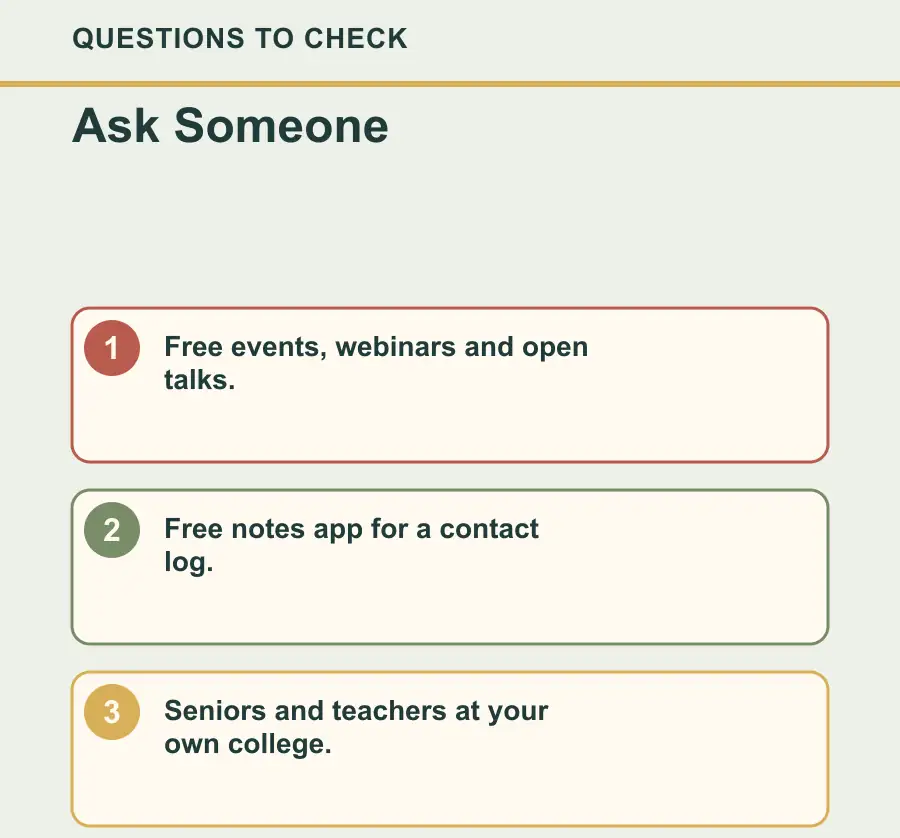 QUESTIONS TO CHECK
Ask Someone
1
Free events, webinars and open
talks.
2
Free notes app for a contact
log.
3
Seniors and teachers at your
own college.